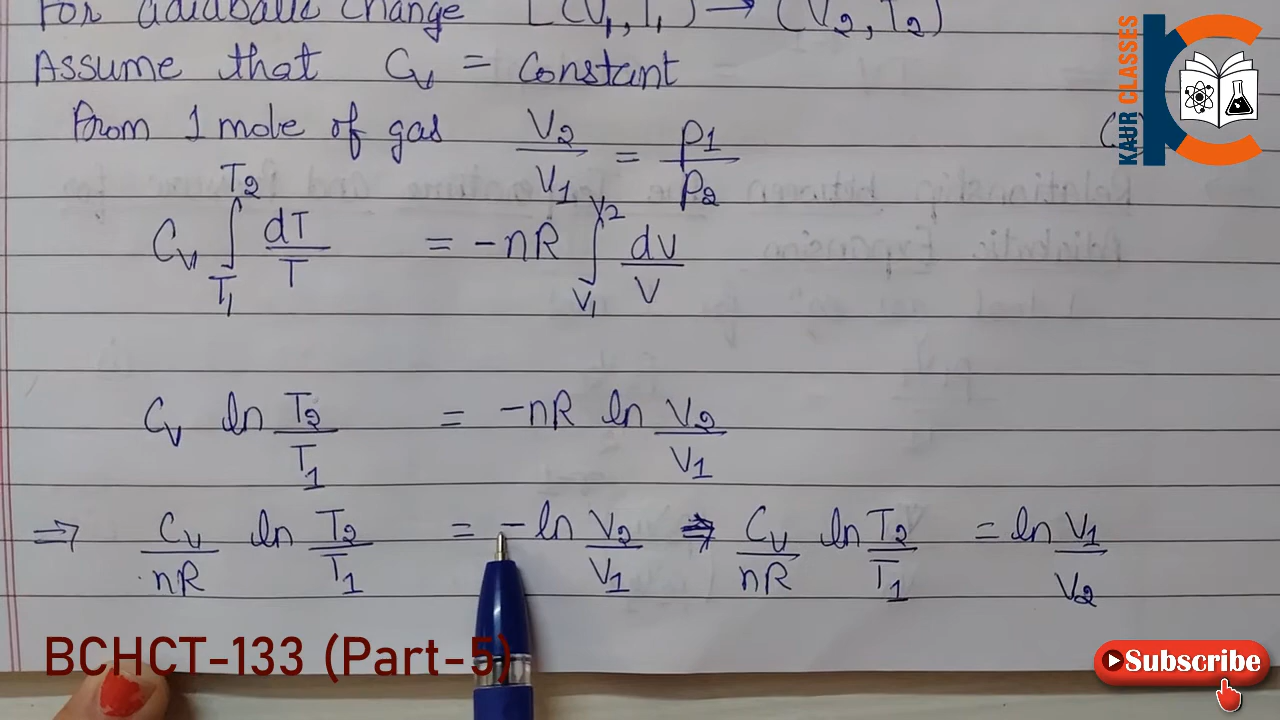 For adiabatic change [(V1, T1) → (V2, T2)
Assume that Cv = Constant
From 1 mole of gas V2/V1 = P1/P2
Cv ∫T1T2 dT/T = -nR ∫V1V2 dV/V
Cv ln T2/T1 = -nR ln V2/V1
⇒ Cv/nR ln T2/T1 = -ln V2/V1 ⇒ Cv/nR ln T2/T1 = ln V1/V2
BCHCT-133 (Part-5)
KAUR CLASSES
Subscribe